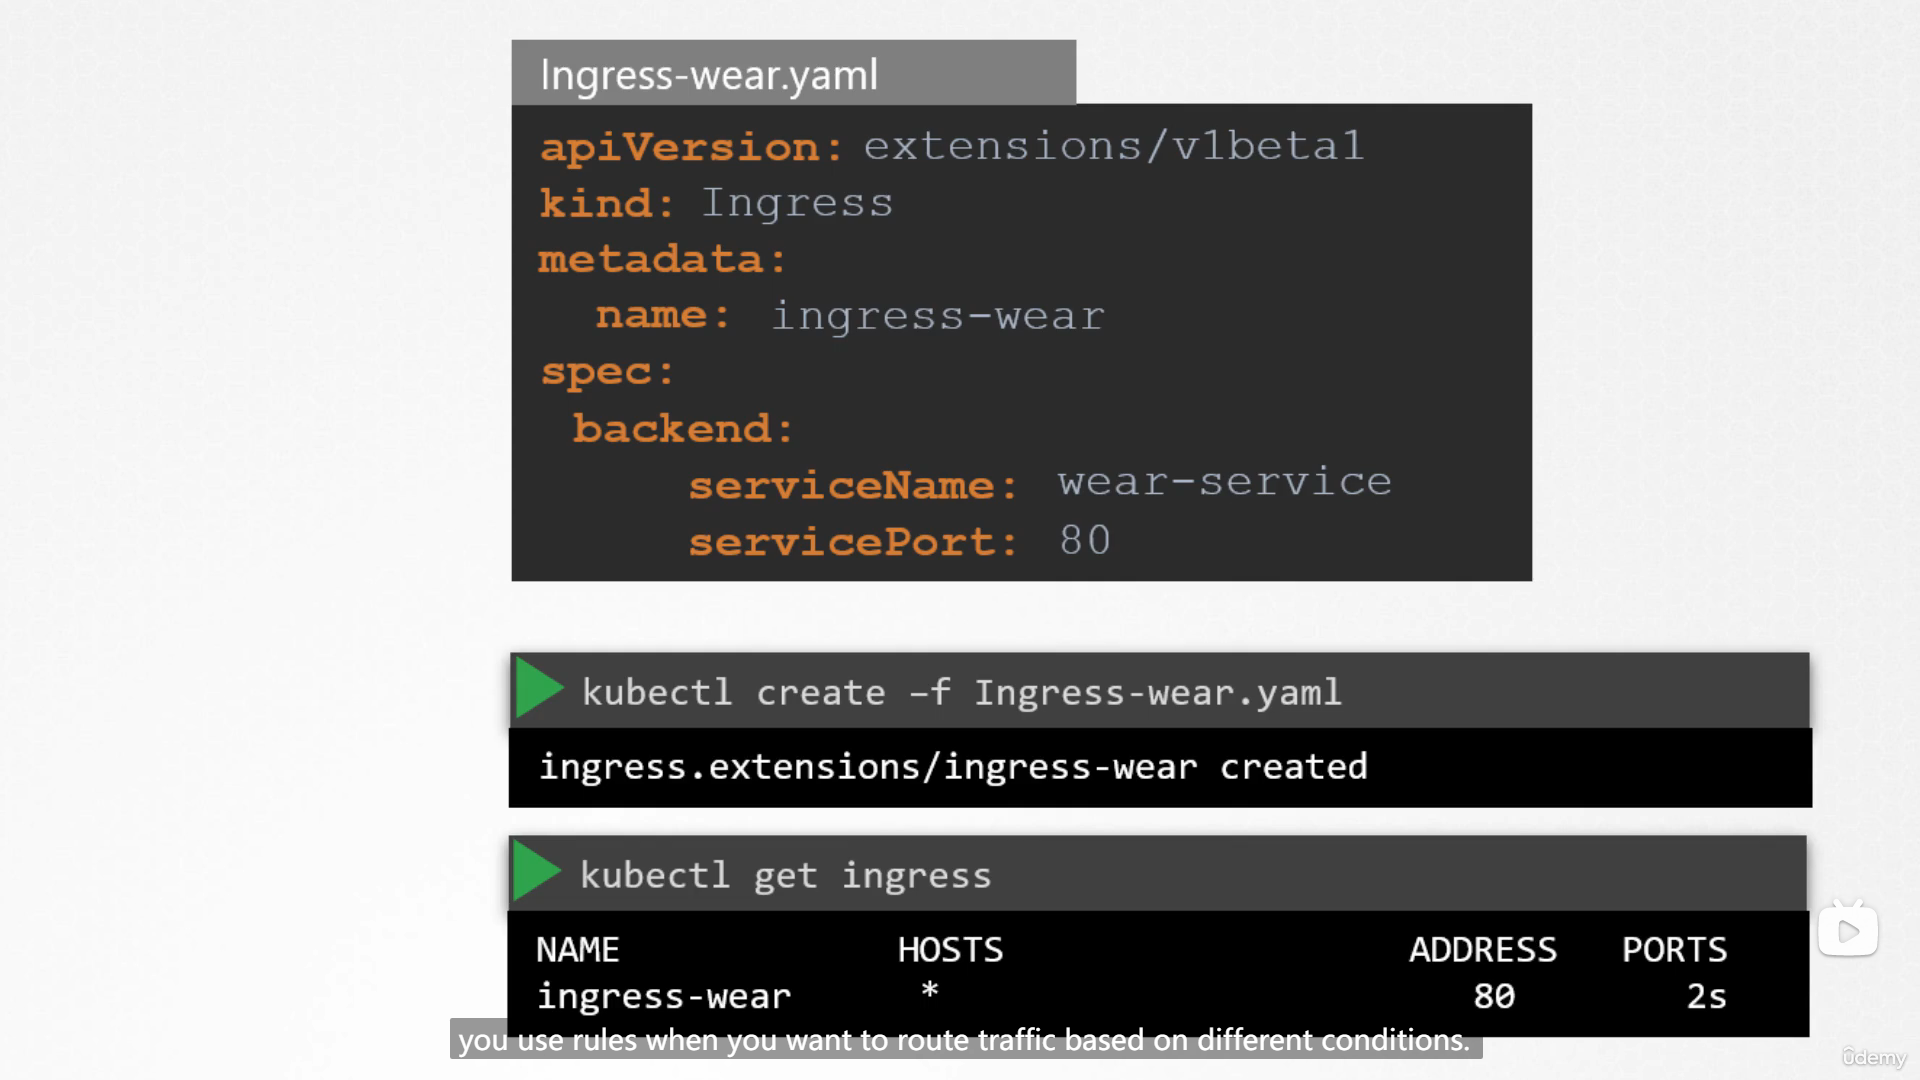 Ingress-wear.yaml
apiVersion: extensions/v1beta1
kind: Ingress
metadata:
name: ingress-wear
spec:
backend:
serviceName: wear-service
servicePort: 80
kubectl create –f Ingress-wear.yaml
ingress.extensions/ingress-wear created
kubectl get ingress
NAME HOSTS ADDRESS PORTS
ingress-wear * 80 2s
you use rules when you want to route traffic based on different conditions.
ûdemy